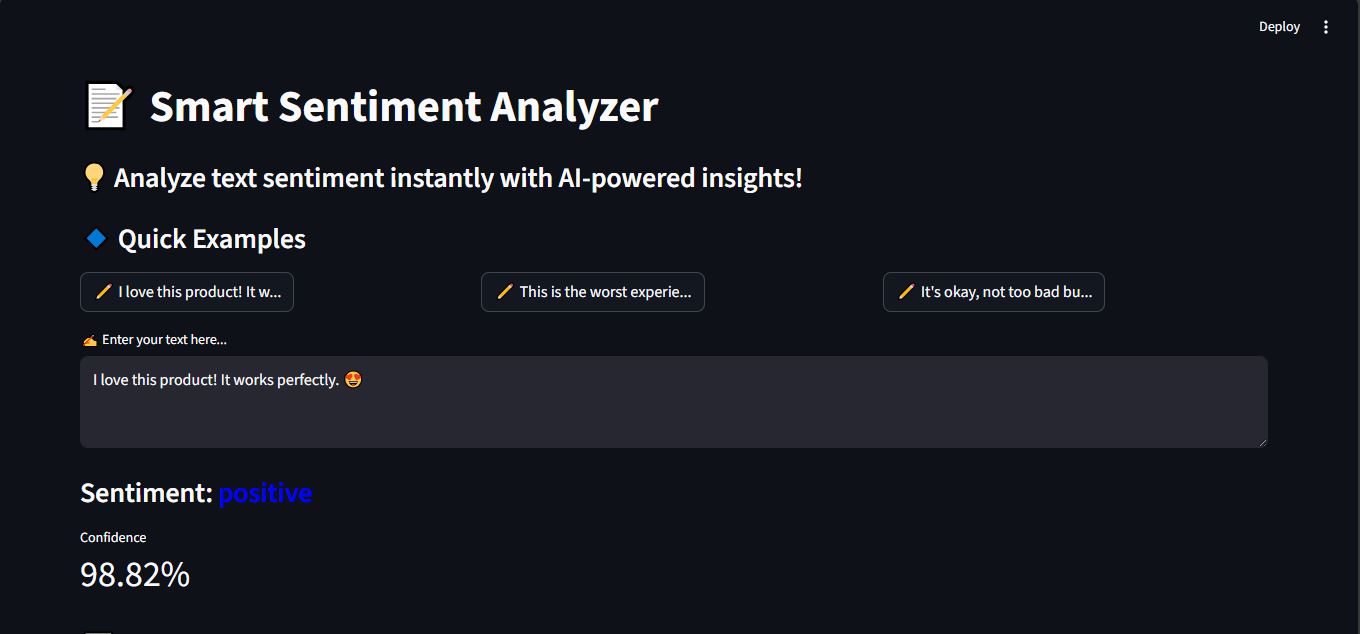 Deploy
📝 Smart Sentiment Analyzer
💡 Analyze text sentiment instantly with AI-powered insights!
🔷 Quick Examples
✏️ I love this product! It w...
✏️ This is the worst experie...
✏️ It's okay, not too bad bu...
✍️ Enter your text here...
I love this product! It works perfectly. 😍
Sentiment: positive
Confidence
98.82%